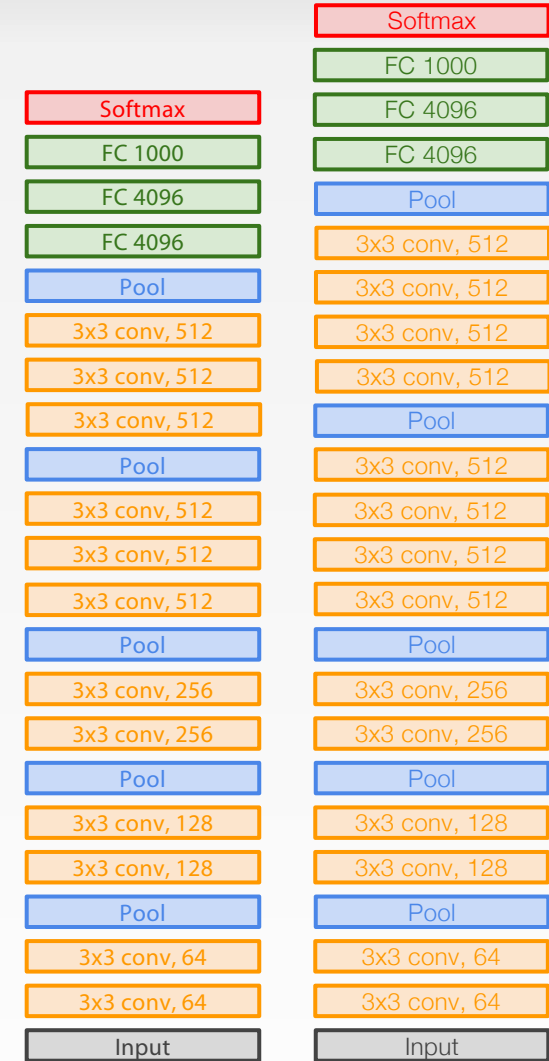 Softmax
FC 1000
FC 4096
FC 4096
Pool
3x3 conv, 512
3x3 conv, 512
3x3 conv, 512
Pool
3x3 conv, 512
3x3 conv, 512
3x3 conv, 512
Pool
3x3 conv, 256
3x3 conv, 256
Pool
3x3 conv, 128
3x3 conv, 128
Pool
3x3 conv, 64
3x3 conv, 64
Input
Softmax
FC 1000
FC 4096
FC 4096
Pool
3x3 conv, 512
3x3 conv, 512
3x3 conv, 512
3x3 conv, 512
Pool
3x3 conv, 512
3x3 conv, 512
3x3 conv, 512
3x3 conv, 512
Pool
3x3 conv, 256
3x3 conv, 256
Pool
3x3 conv, 128
3x3 conv, 128
Pool
3x3 conv, 64
3x3 conv, 64
Input